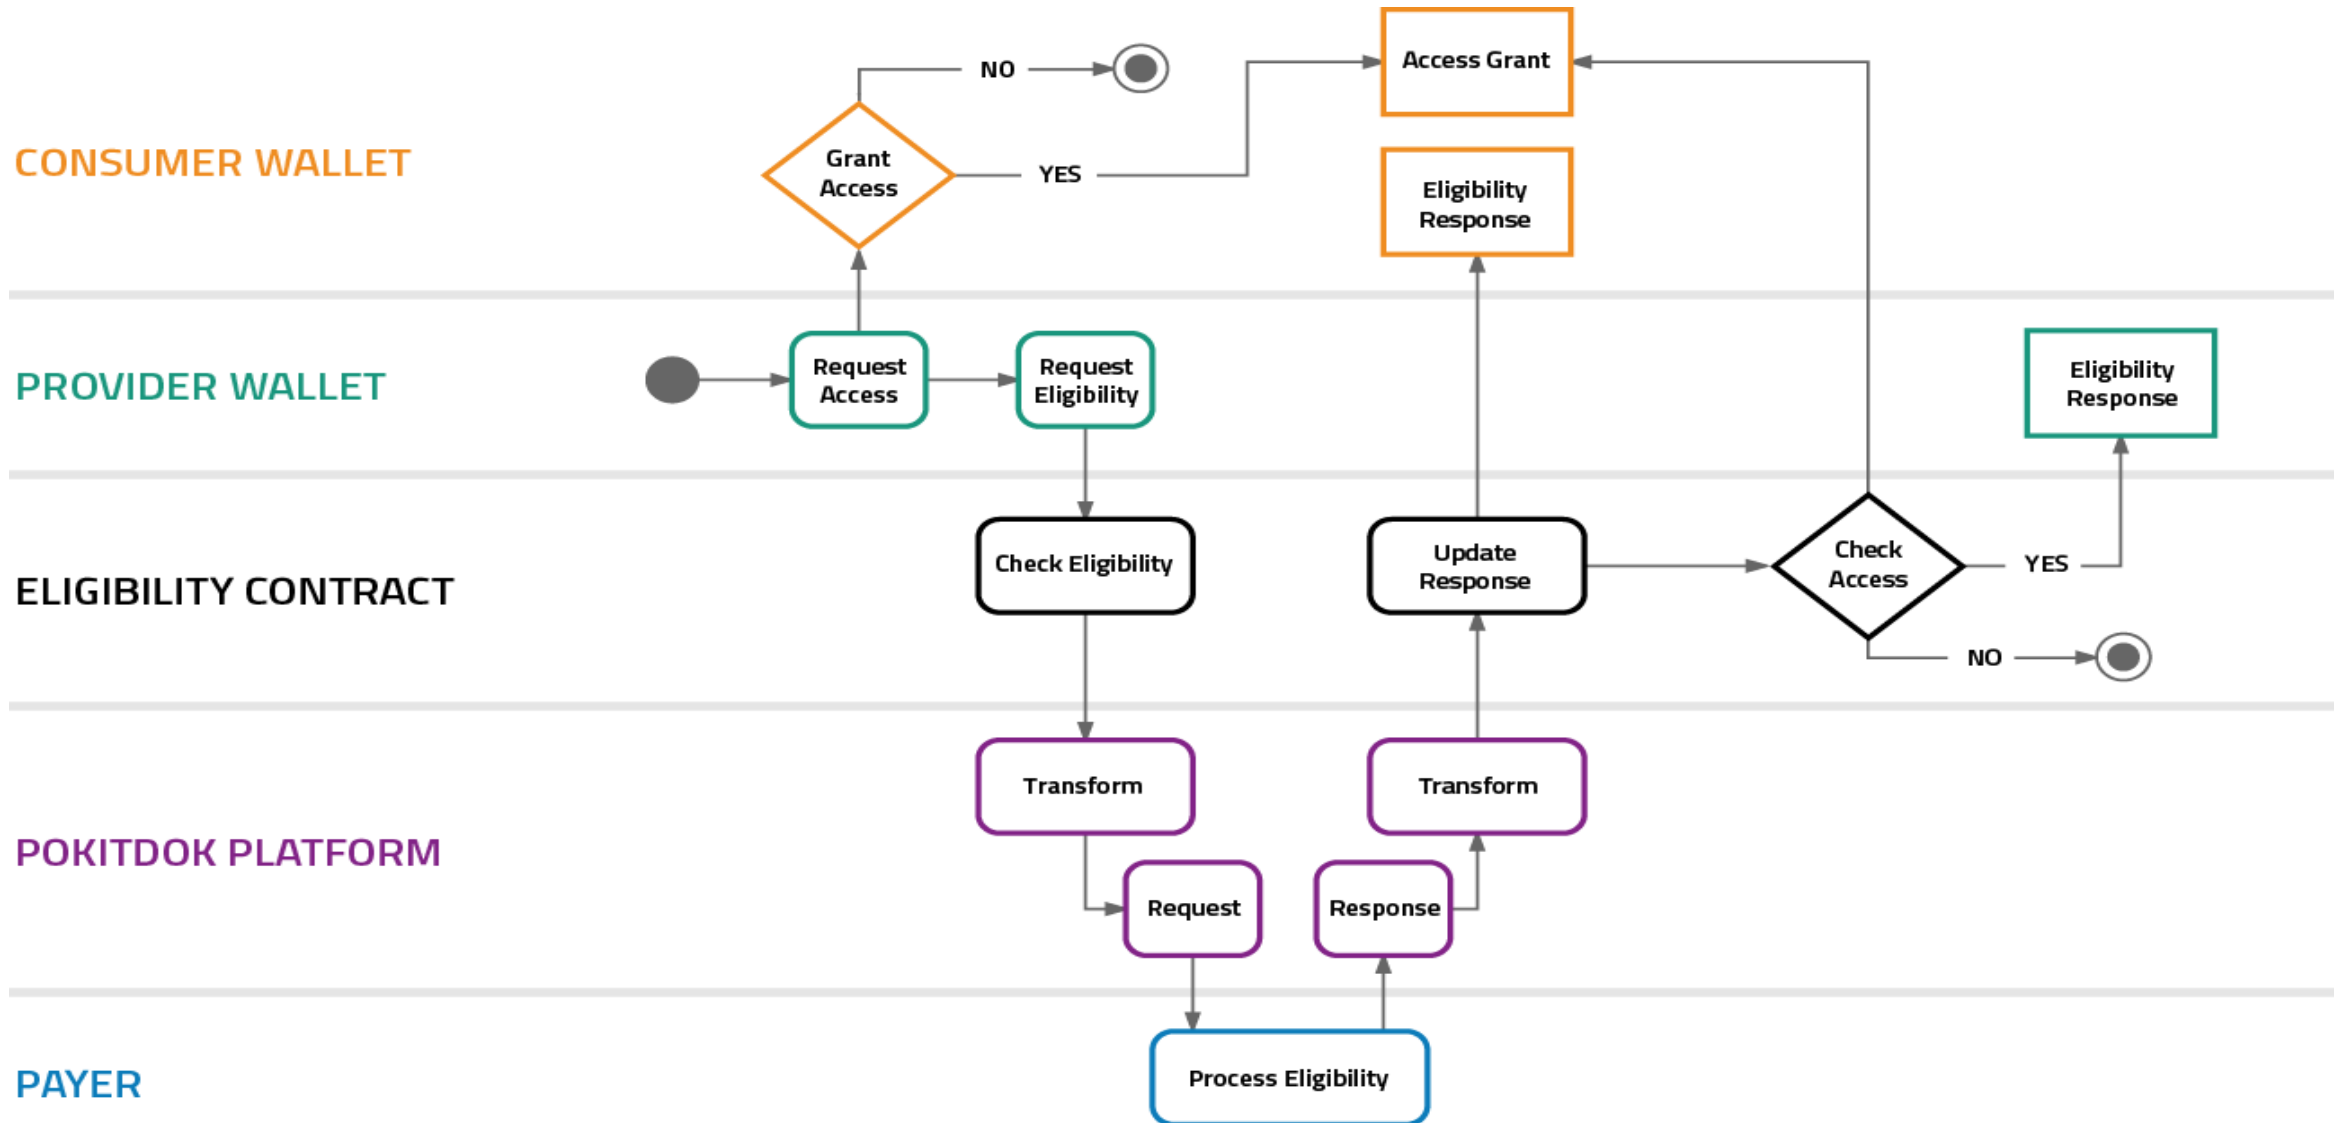 NO
Access Grant
CONSUMER WALLET
Grant
Access
YES
Eligibility
Response
PROVIDER WALLET
Request
Access
Request
Eligibility
Eligibility
Response
ELIGIBILITY CONTRACT
Check Eligibility
Update
Response
Check
Access
YES
NO
Transform
Transform
POKITDOK PLATFORM
Request
Response
PAYER
Process Eligibility